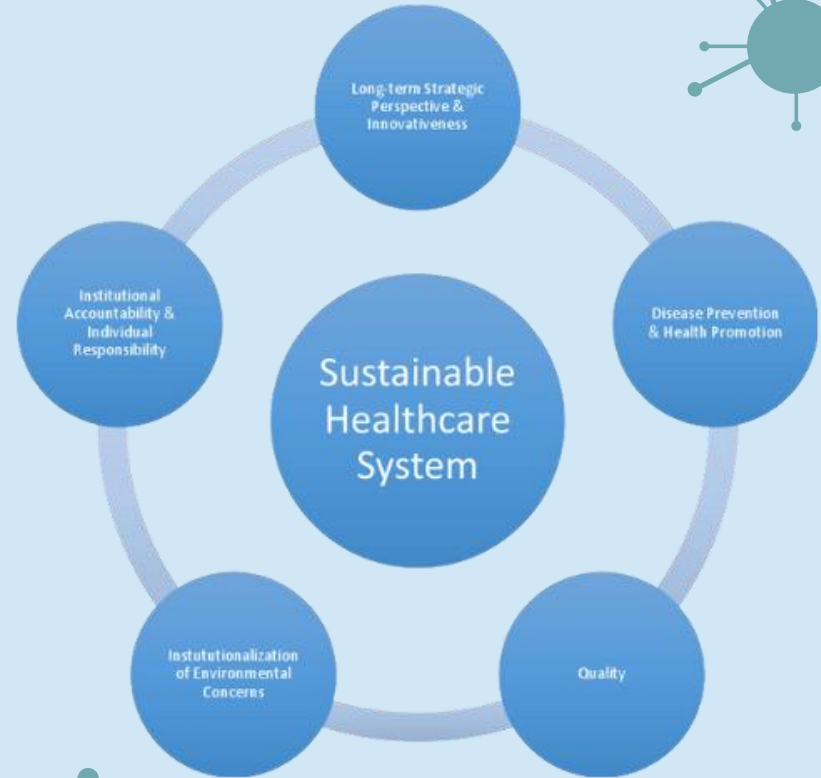 Long-term Strategic
Perspective &
Innovativeness
Disease Prevention
& Health Promotion
Quality
Instututionalization
of Environmental
Concerns
Institutional
Accountability &
Individual
Responsibility
Sustainable
Healthcare
System